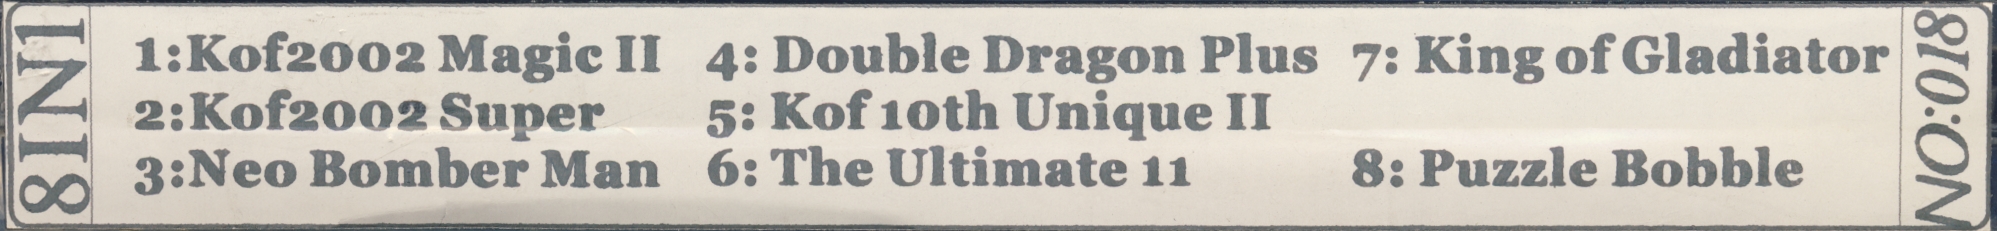 8IN1
1:Kof2002 Magic II
2:Kof2002 Super
3:Neo Bomber Man
4: Double Dragon Plus
5: Kof 10th Unique II
6: The Ultimate 11
7: King of Gladiator
8: Puzzle Bobble
NO:018